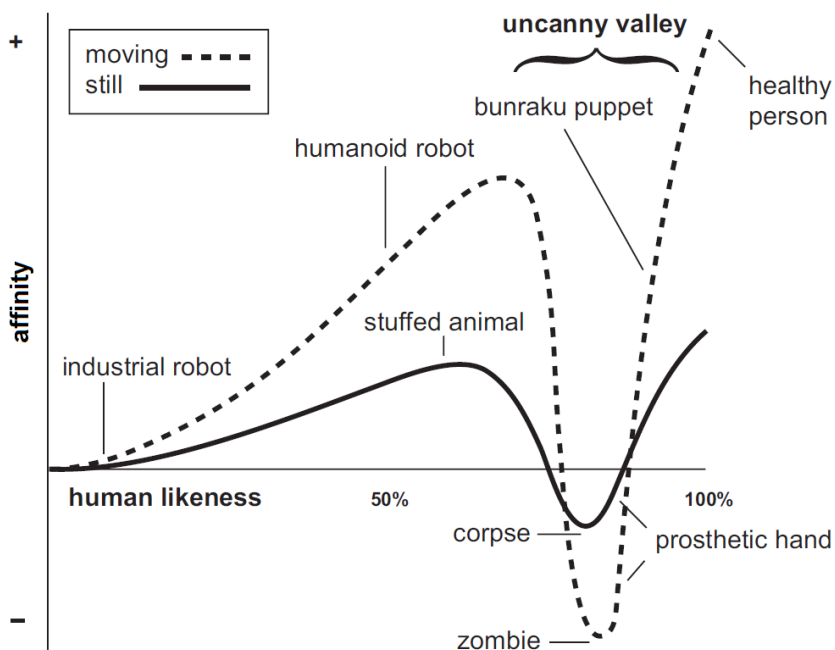 +
uncanny valley
moving
still
healthy
person
bunraku puppet
humanoid robot
affinity
stuffed animal
industrial robot
human likeness
50%
100%
corpse
prosthetic hand
–
zombie